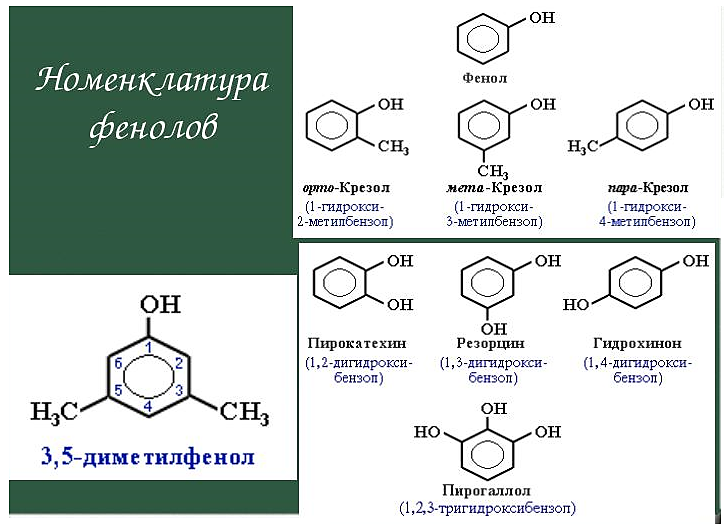 Номенклатура
фенолов
OH
Фенол
OH
CH₃
орто-Крезол
(1-гидрокси-
2-метилбензол)
OH
CH₃
мета-Крезол
(1-гидрокси-
3-метилбензол)
OH
H₃C
пара-Крезол
(1-гидрокси-
4-метилбензол)
OH
1
6
2
5
3
4
H₃C
CH₃
3,5-диметилфенол
OH
OH
Пирокатехин
(1,2-дигидрокси-
бензол)
OH
OH
Резорцин
(1,3-дигидрокси-
бензол)
OH
HO
Гидрохинон
(1,4-дигидрокси-
бензол)
OH
HO
OH
Пирогаллол
(1,2,3-тригидроксибензол)